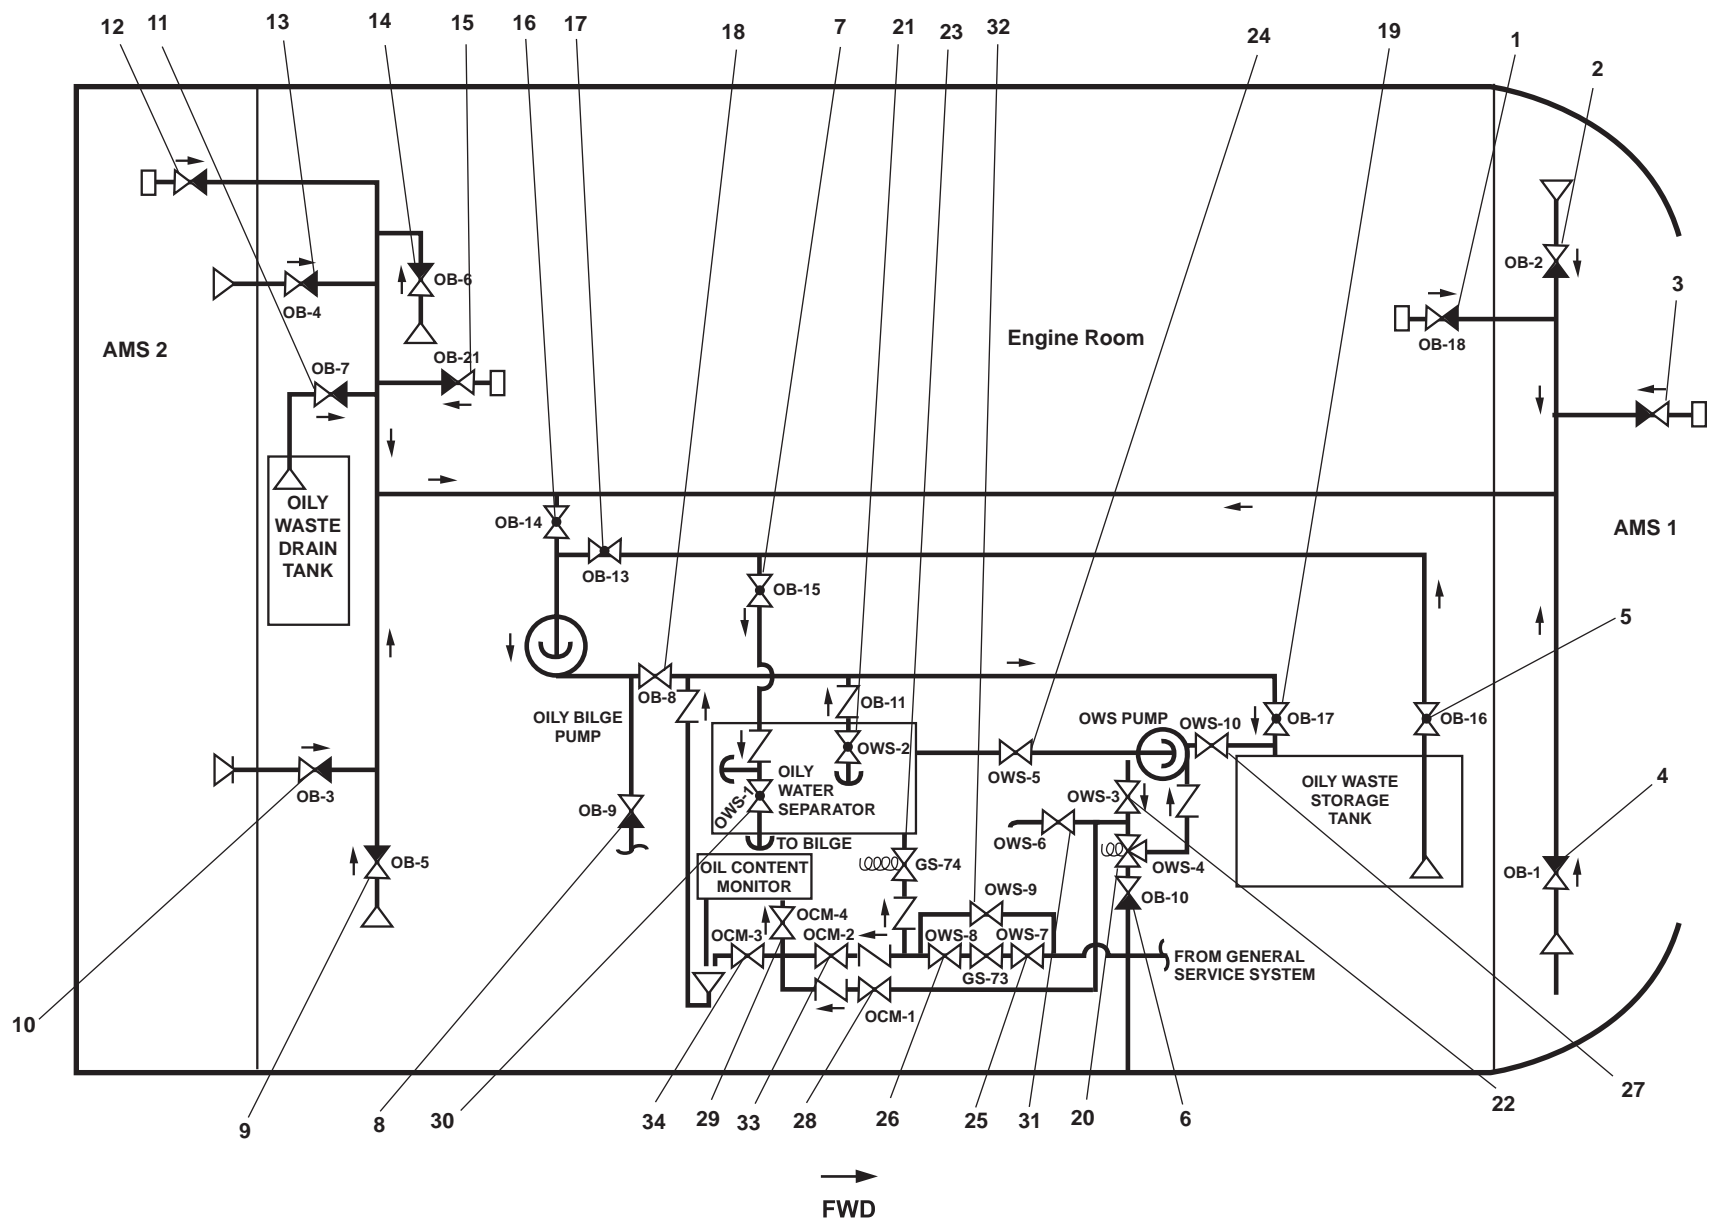 12
11
13
14
15
16
17
18
7
21
23
32
24
19
1
2
3
OB-2
OB-4
OB-6
OB-18
AMS 2
Engine Room
OB-21
OB-7
OILY
WASTE
DRAIN
TANK
OB-14
OB-13
OB-15
AMS 1
5
OB-8
OB-11
OILY BILGE
PUMP
OWS PUMP
OWS-10
OB-17
OB-16
OWS-2
OWS-5
OILY
WATER
SEPARATOR
OWS-1
OWS-3
OILY WASTE
STORAGE
TANK
4
OB-3
OB-9
TO BILGE
OWS-6
OWS-4
OB-5
OIL CONTENT
MONITOR
GS-74
OB-1
OWS-9
OB-10
OCM-4
OCM-3
OCM-2
OWS-8
OWS-7
GS-73
FROM GENERAL
SERVICE SYSTEM
OCM-1
10
9
8
30
34
29
33
28
26
25
31
20
6
22
27
FWD